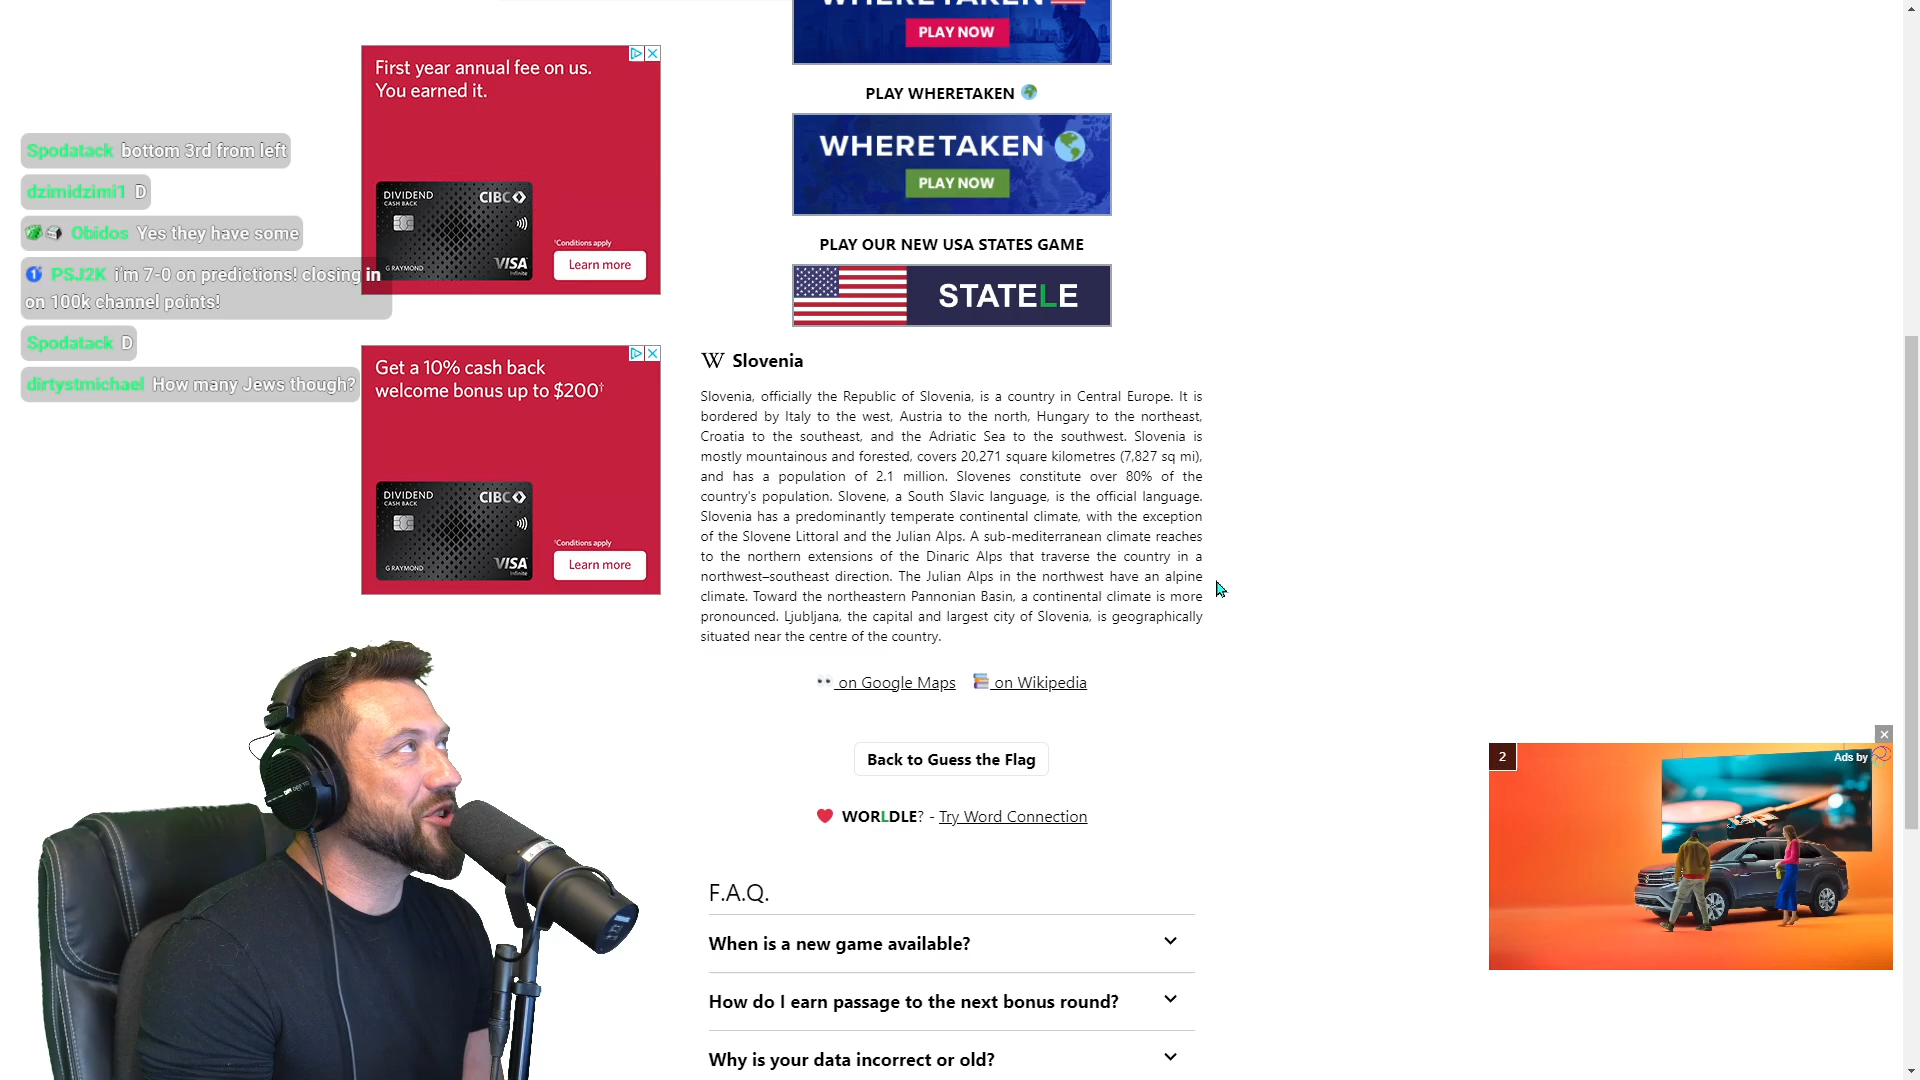 WHERETAKEN
PLAY NOW
PLAY WHERETAKEN
WHERETAKEN
PLAY NOW
PLAY OUR NEW USA STATES GAME
STATELE
First year annual fee on us.
You earned it.
DIVIDEND
CASH BACK
CIBC
G RAYMOND
VISA
Infinite
†Conditions apply
Learn more
Get a 10% cash back
welcome bonus up to $200†
DIVIDEND
CASH BACK
CIBC
G RAYMOND
VISA
Infinite
†Conditions apply
Learn more
Spodatack bottom 3rd from left
dzimidzimi1 D
Obidos Yes they have some
1 PSJ2K i'm 7-0 on predictions! closing in
on 100k channel points!
Spodatack D
dirtystmichael How many Jews though?
W Slovenia
Slovenia, officially the Republic of Slovenia, is a country in Central Europe. It is
bordered by Italy to the west, Austria to the north, Hungary to the northeast,
Croatia to the southeast, and the Adriatic Sea to the southwest. Slovenia is
mostly mountainous and forested, covers 20,271 square kilometres (7,827 sq mi),
and has a population of 2.1 million. Slovenes constitute over 80% of the
country's population. Slovene, a South Slavic language, is the official language.
Slovenia has a predominantly temperate continental climate, with the exception
of the Slovene Littoral and the Julian Alps. A sub-mediterranean climate reaches
to the northern extensions of the Dinaric Alps that traverse the country in a
northwest–southeast direction. The Julian Alps in the northwest have an alpine
climate. Toward the northeastern Pannonian Basin, a continental climate is more
pronounced. Ljubljana, the capital and largest city of Slovenia, is geographically
situated near the centre of the country.
on Google Maps on Wikipedia
Back to Guess the Flag
WORLDLE? - Try Word Connection
F.A.Q.
When is a new game available?
How do I earn passage to the next bonus round?
Why is your data incorrect or old?
2
Ads by